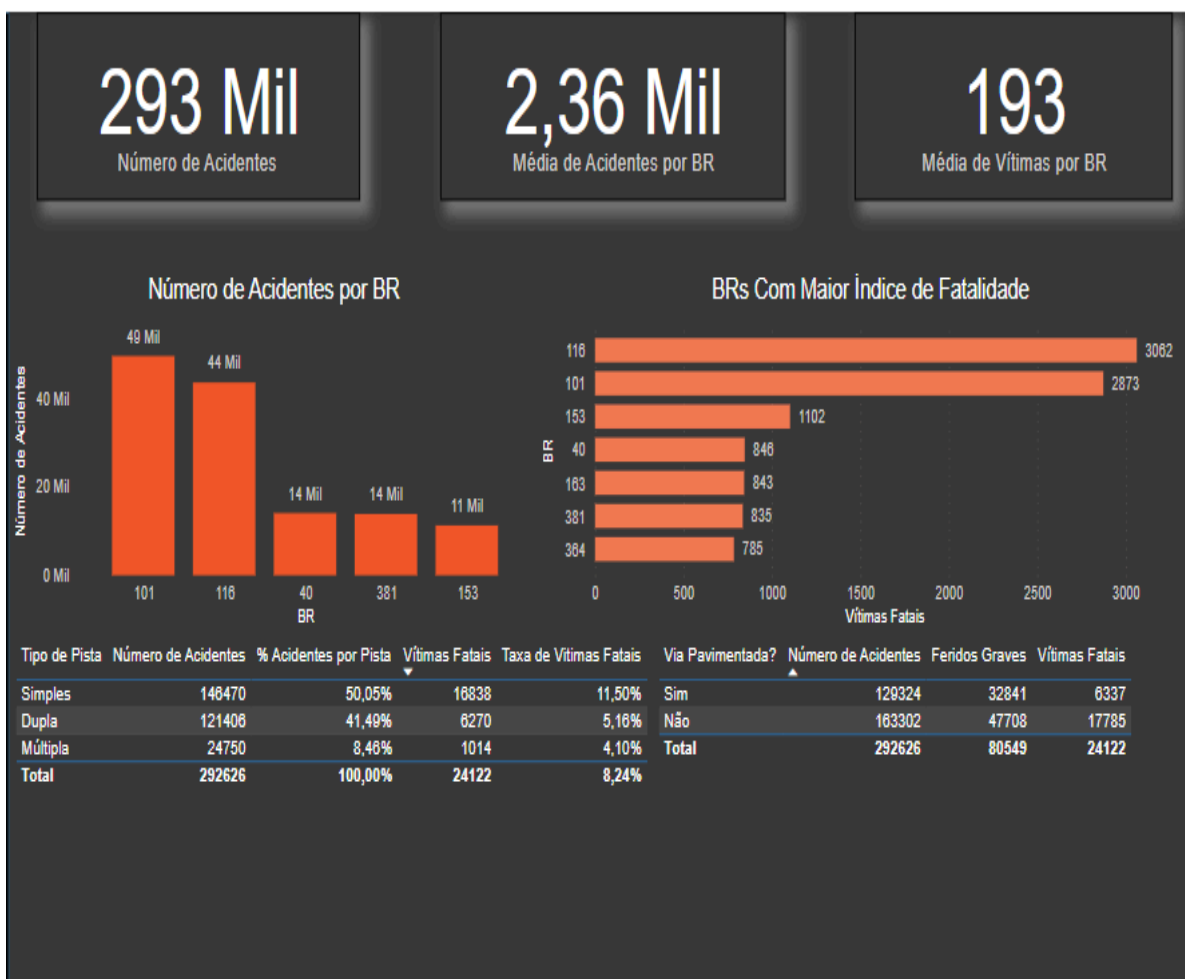 293 Mil
Número de Acidentes
2,36 Mil
Média de Acidentes por BR
193
Média de Vítimas por BR
Número de Acidentes por BR
Número de Acidentes
40 Mil
20 Mil
0 Mil
49 Mil
44 Mil
14 Mil
14 Mil
11 Mil
101 116 40 381 153
BR
BRs Com Maior Índice de Fatalidade
BR
116 3062
101 2873
153 1102
40 846
163 843
381 835
364 785
0 500 1000 1500 2000 2500 3000
Vítimas Fatais
Tipo de Pista Número de Acidentes % Acidentes por Pista Vítimas Fatais Taxa de Vitimas Fatais
Simples 146470 50,05% 16838 11,50%
Dupla 121406 41,49% 6270 5,16%
Múltipla 24750 8,46% 1014 4,10%
Total 292626 100,00% 24122 8,24%
Via Pavimentada? Número de Acidentes Feridos Graves Vítimas Fatais
Sim 129324 32841 6337
Não 163302 47708 17785
Total 292626 80549 24122